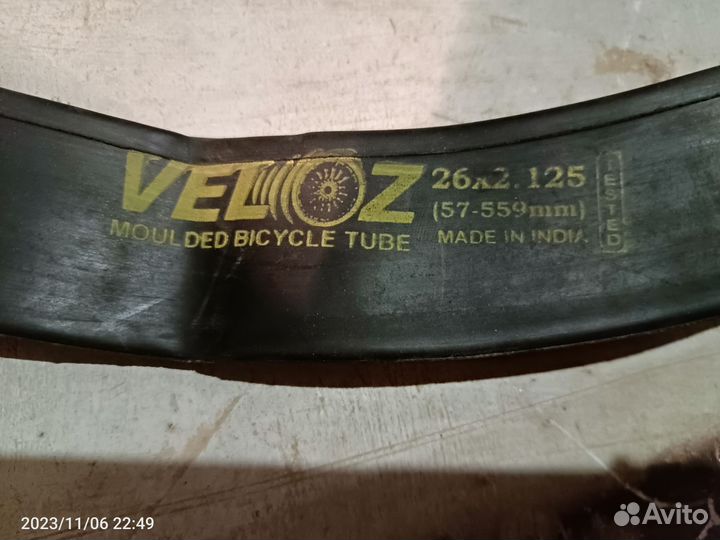 VELOZ
MOULDED BICYCLE TUBE
26x2.125
(57-559mm)
MADE IN INDIA
TESTED
2023/11/06 22:49
Avito